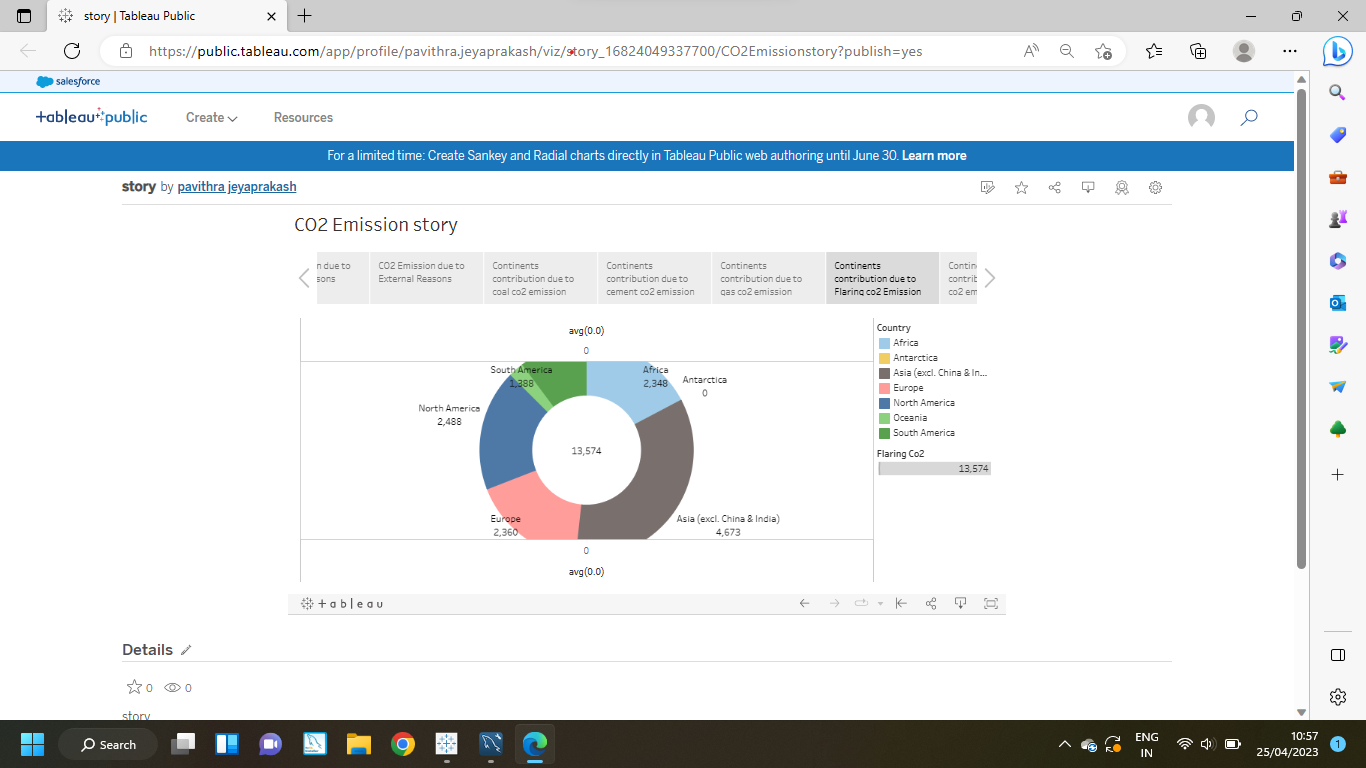 story | Tableau Public
https://public.tableau.com/app/profile/pavithra.jeyaprakash/viz/story_16824049337700/CO2Emissionstory?publish=yes
salesforce
+ableau public
Create
Resources
For a limited time: Create Sankey and Radial charts directly in Tableau Public web authoring until June 30. Learn more
story by pavithra jeyaprakash
CO2 Emission story
n due to
sons
CO2 Emission due to
External Reasons
Continents
contribution due to
coal co2 emission
Continents
contribution due to
cement co2 emission
Continents
contribution due to
gas co2 emission
Continents
contribution due to
Flaring co2 Emission
Contin
contrib
co2 em
avg(0.0)
0
South America
1,388
Africa
2,348
Antarctica
0
North America
2,488
13,574
Europe
2,360
Asia (excl. China & India)
4,673
0
avg(0.0)
Country
Africa
Antarctica
Asia (excl. China & In...
Europe
North America
Oceania
South America
Flaring Co2
13,574
+ableau
Details
0
0
story
Search
ENG
IN
10:57
25/04/2023
1